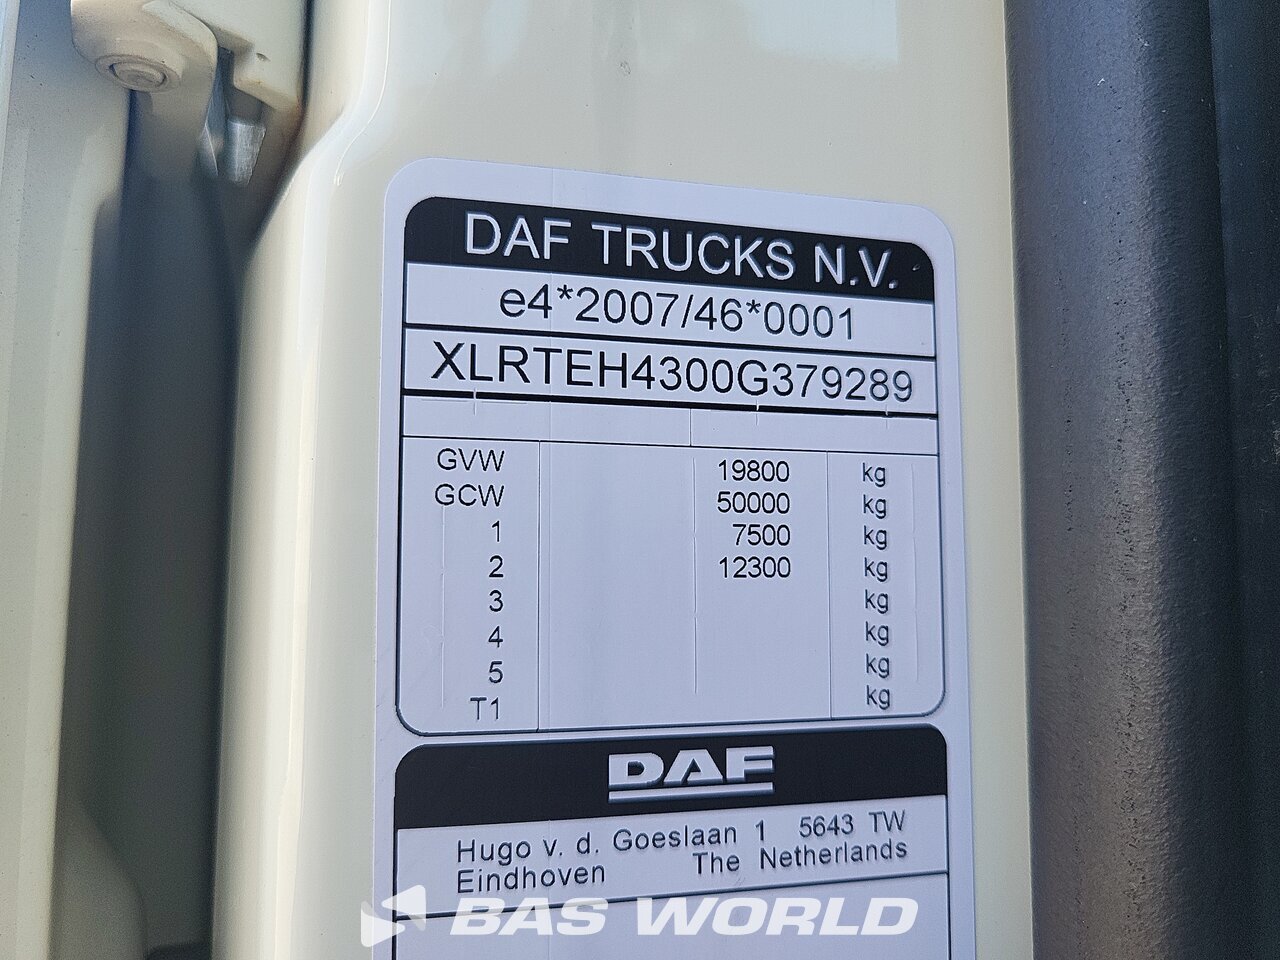 DAF TRUCKS N.V.
e4*2007/46*0001
XLRTEH4300G379289
GVW 19800 kg
GCW 50000 kg
1 7500 kg
2 12300 kg
3 kg
4 kg
5 kg
T1 kg
DAF
Hugo v. d. Goeslaan 1 5643 TW
Eindhoven The Netherlands
BAS WORLD